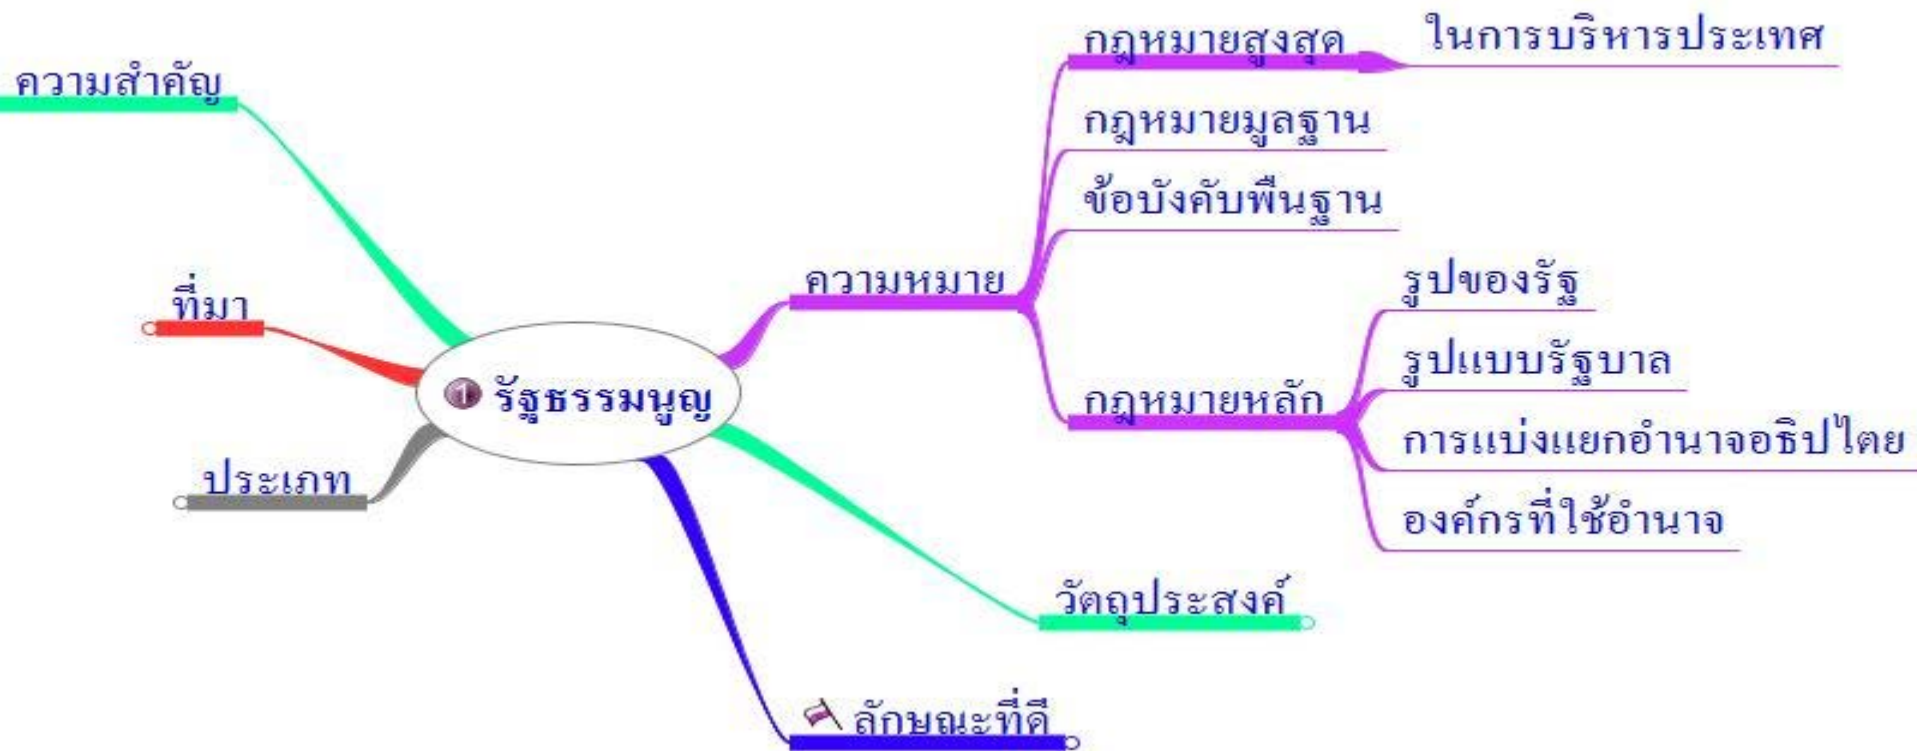 ความสำคัญ
ที่มา
ประเภท
1 รัฐธรรมนูญ
ความหมาย
กฎหมายสูงสุด
ในการบริหารประเทศ
กฎหมายมูลฐาน
ข้อบังคับพื้นฐาน
กฎหมายหลัก
รูปของรัฐ
รูปแบบรัฐบาล
การแบ่งแยกอำนาจอธิปไตย
องค์กรที่ใช้อำนาจ
วัตถุประสงค์
ลักษณะที่ดี